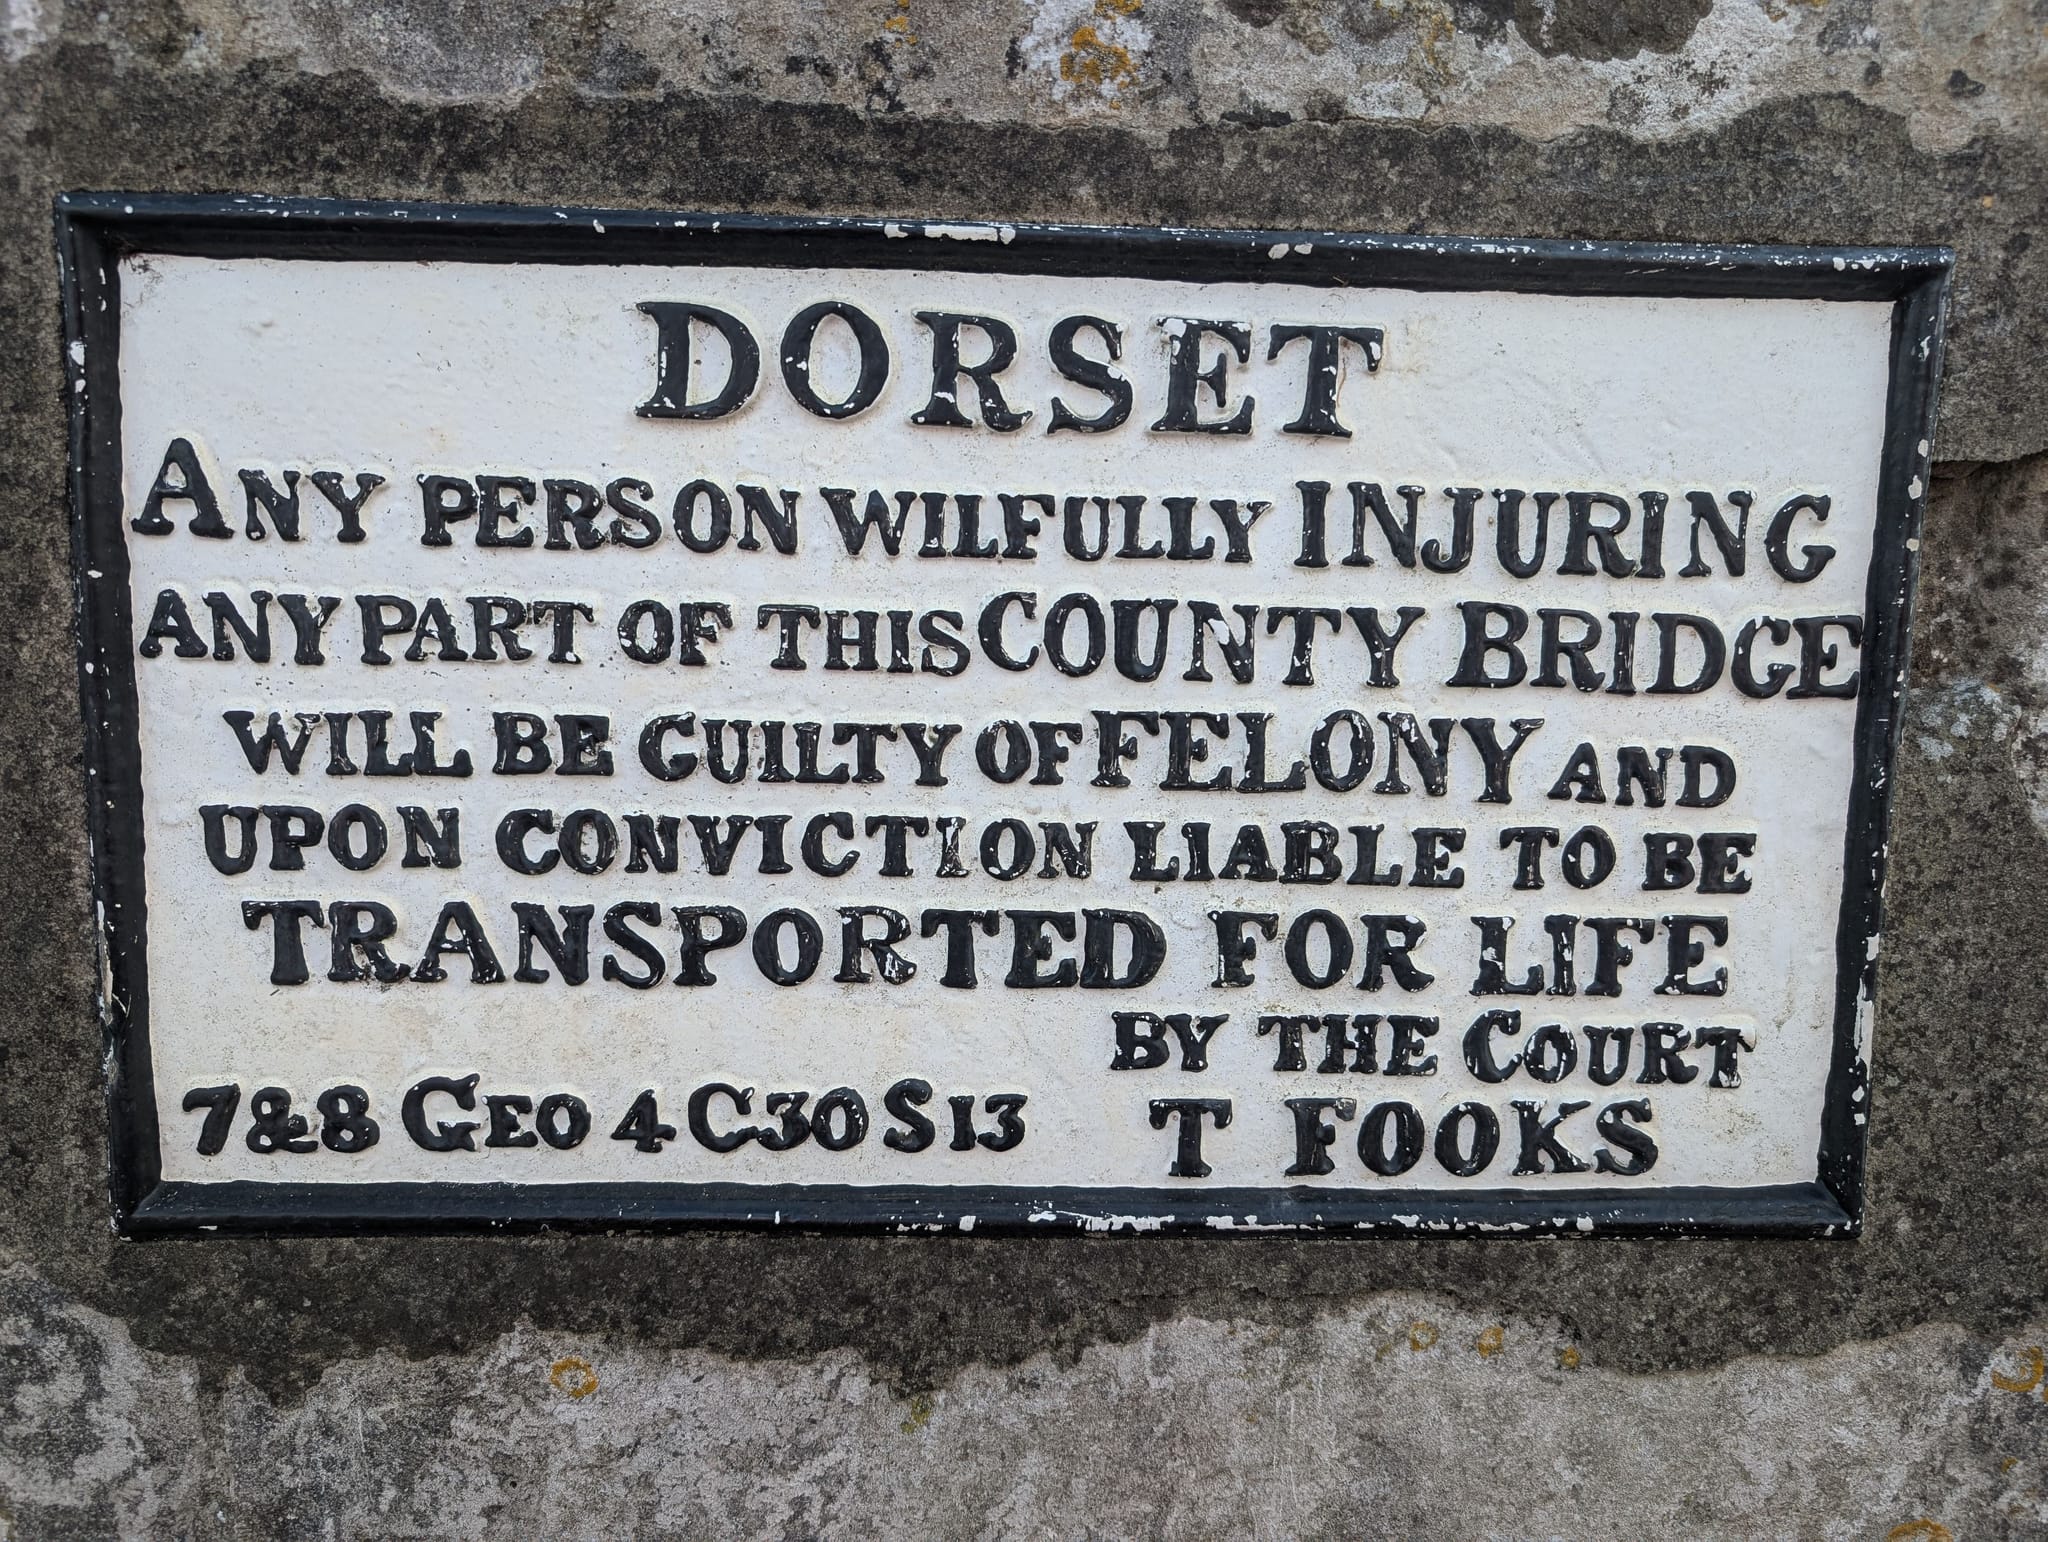 DORSET
ANY PERSON WILFULLY INJURING
ANY PART OF THIS COUNTY BRIDGE
WILL BE GUILTY OF FELONY AND
UPON CONVICTION LIABLE TO BE
TRANSPORTED FOR LIFE
BY THE COURT
7&8 GEO 4 C30 S13 T FOOKS